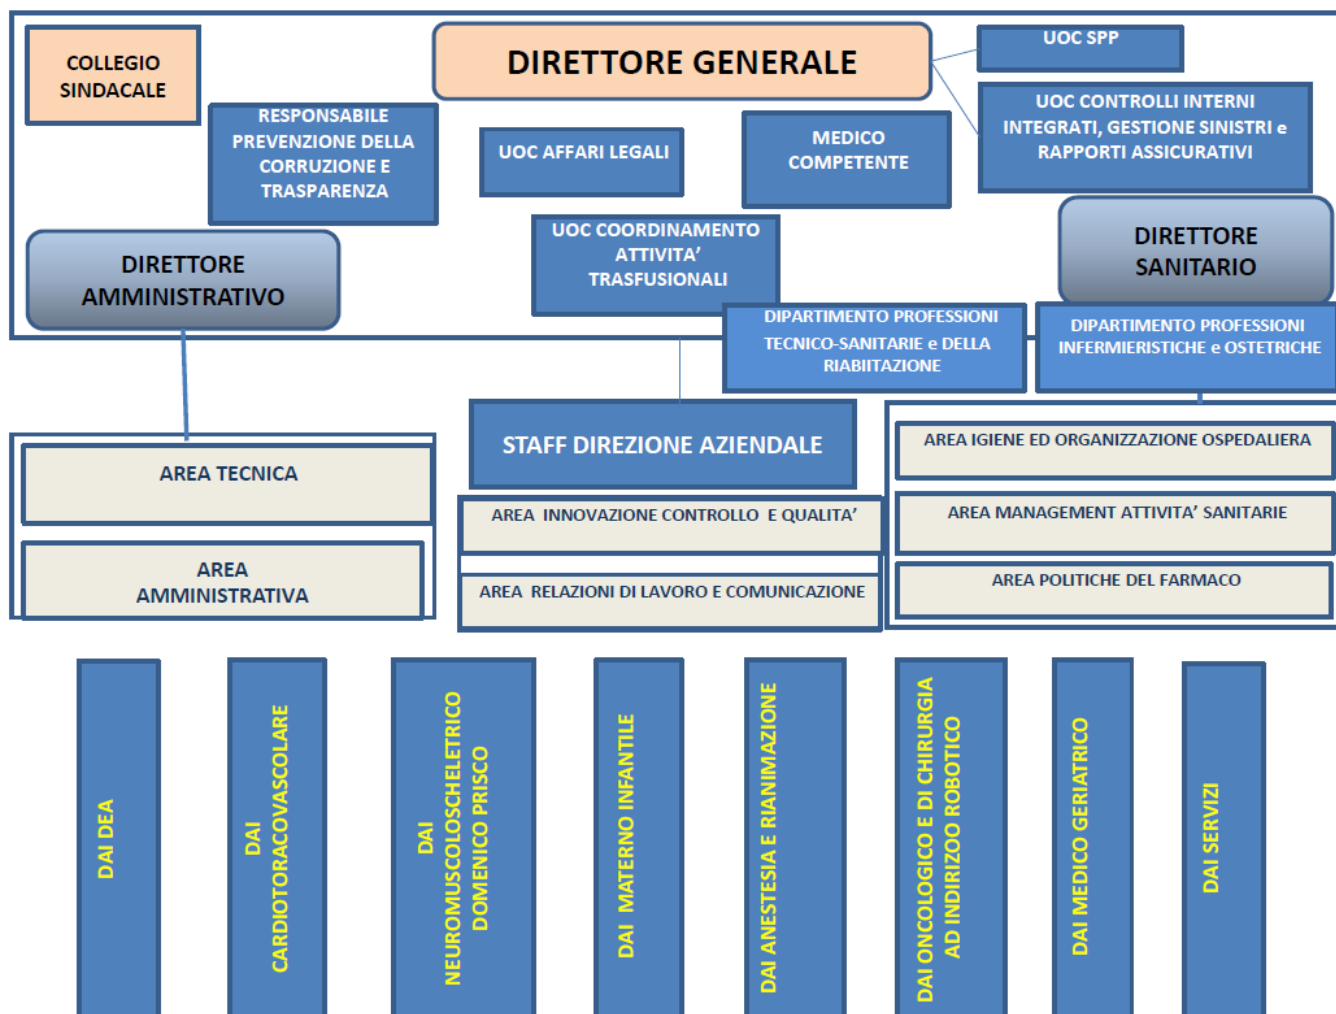 COLLEGIO
SINDACALE
DIRETTORE GENERALE
UOC SPP
UOC CONTROLLI INTERNI
INTEGRATI, GESTIONE SINISTRI e
RAPPORTI ASSICURATIVI
RESPONSABILE
PREVENZIONE DELLA
CORRUZIONE E
TRASPARENZA
UOC AFFARI LEGALI
MEDICO
COMPETENTE
DIRETTORE
AMMINISTRATIVO
UOC COORDINAMENTO
ATTIVITA’
TRASFUSIONALI
DIRETTORE
SANITARIO
DIPARTIMENTO PROFESSIONI
TECNICO-SANITARIE e DELLA
RIABIITAZIONE
DIPARTIMENTO PROFESSIONI
INFERMIERISTICHE e OSTETRICHE
AREA TECNICA
AREA
AMMINISTRATIVA
STAFF DIREZIONE AZIENDALE
AREA INNOVAZIONE CONTROLLO E QUALITA’
AREA RELAZIONI DI LAVORO E COMUNICAZIONE
AREA IGIENE ED ORGANIZZAZIONE OSPEDALIERA
AREA MANAGEMENT ATTIVITA’ SANITARIE
AREA POLITICHE DEL FARMACO
DAI DEA
DAI
CARDIOTORACOVASCOLARE
DAI
NEUROMUSCOLOSCHELETRICO
DOMENICO PRISCO
DAI MATERNO INFANTILE
DAI ANESTESIA E RIANIMAZIONE
DAI ONCOLOGICO E DI CHIRURGIA
AD INDIRIZOO ROBOTICO
DAI MEDICO GERIATRICO
DAI SERVIZI